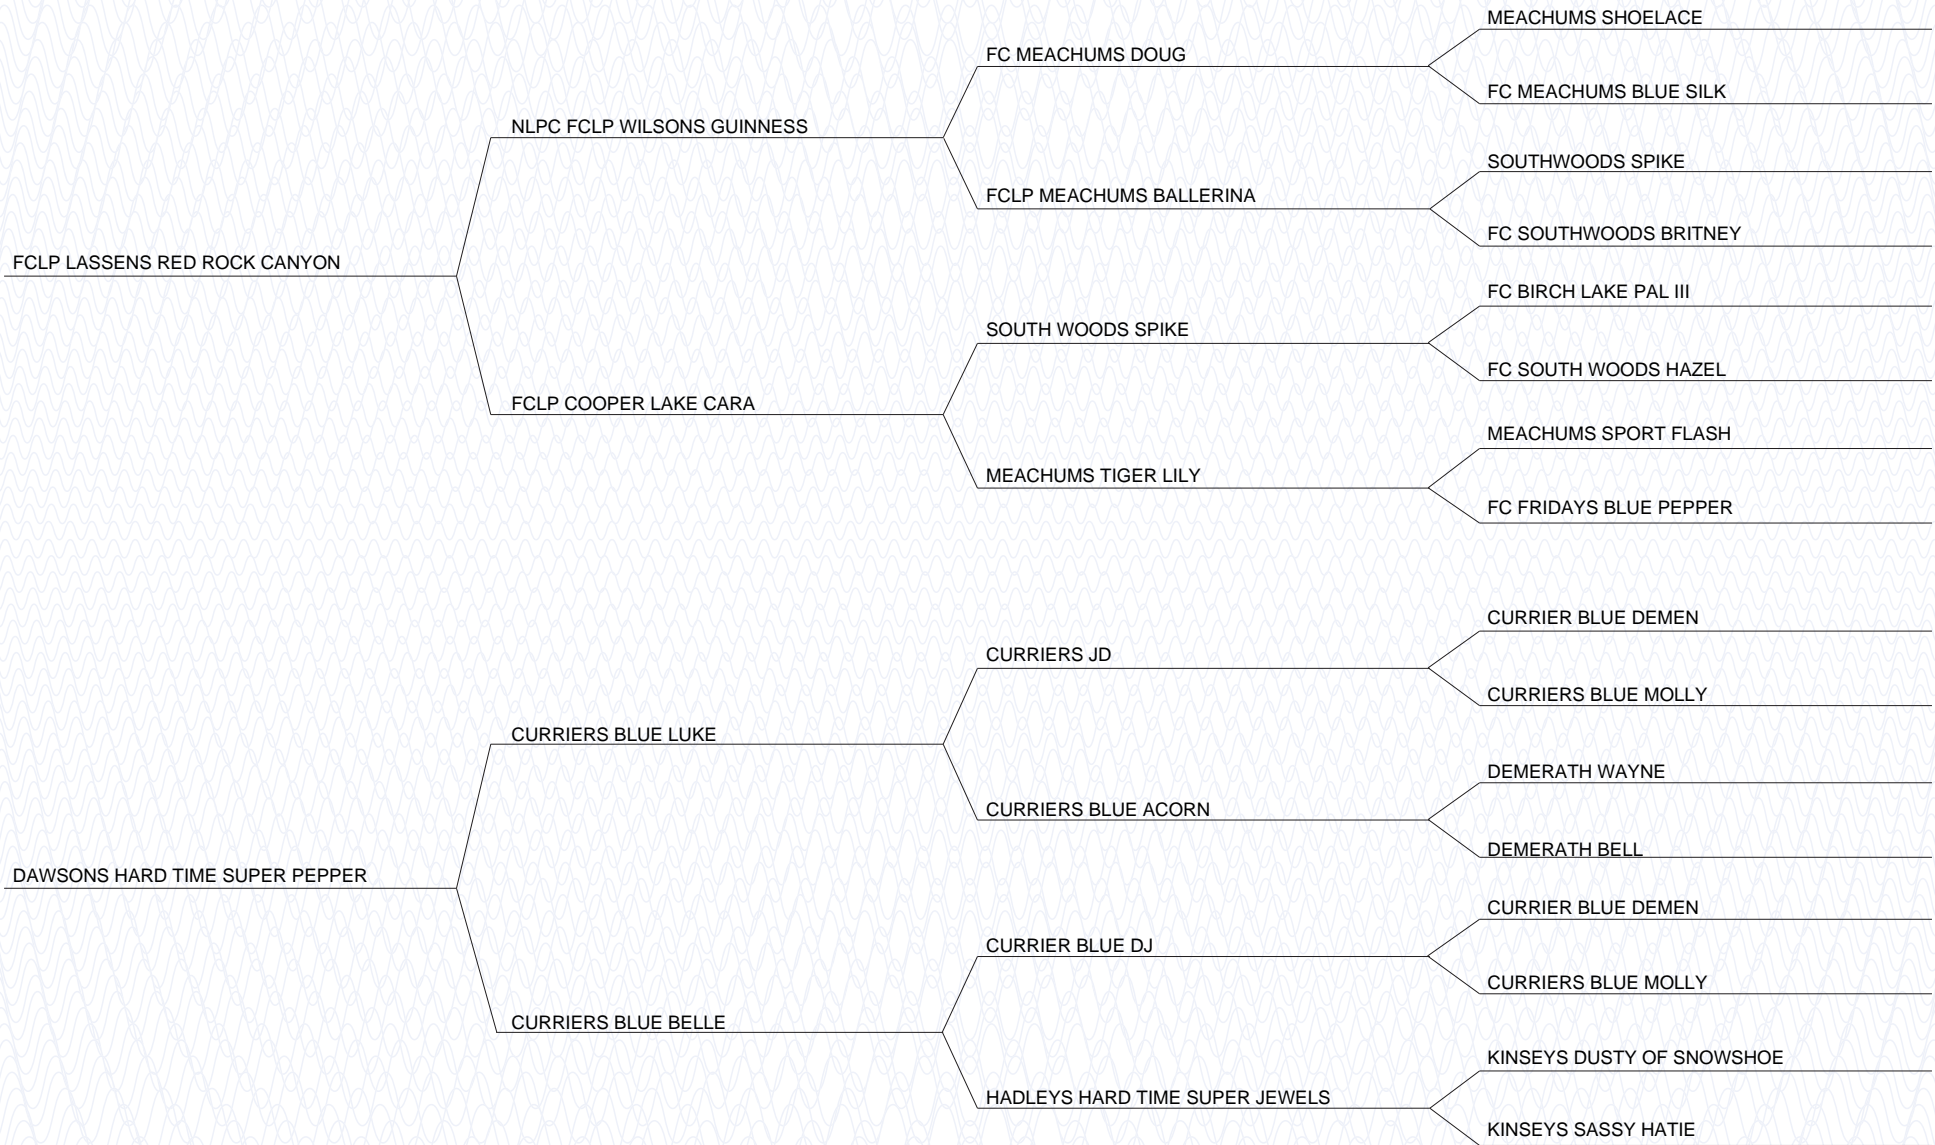 MEACHUMS SHOELACE
FC MEACHUMS DOUG
FC MEACHUMS BLUE SILK
NLPC FCLP WILSONS GUINNESS
SOUTHWOODS SPIKE
FCLP MEACHUMS BALLERINA
FC SOUTHWOODS BRITNEY
FCLP LASSENS RED ROCK CANYON
FC BIRCH LAKE PAL III
SOUTH WOODS SPIKE
FC SOUTH WOODS HAZEL
FCLP COOPER LAKE CARA
MEACHUMS SPORT FLASH
MEACHUMS TIGER LILY
FC FRIDAYS BLUE PEPPER
CURRIER BLUE DEMEN
CURRIERS JD
CURRIERS BLUE MOLLY
CURRIERS BLUE LUKE
DEMERATH WAYNE
CURRIERS BLUE ACORN
DEMERATH BELL
DAWSONS HARD TIME SUPER PEPPER
CURRIER BLUE DEMEN
CURRIER BLUE DJ
CURRIERS BLUE MOLLY
CURRIERS BLUE BELLE
KINSEYS DUSTY OF SNOWSHOE
HADLEYS HARD TIME SUPER JEWELS
KINSEYS SASSY HATIE